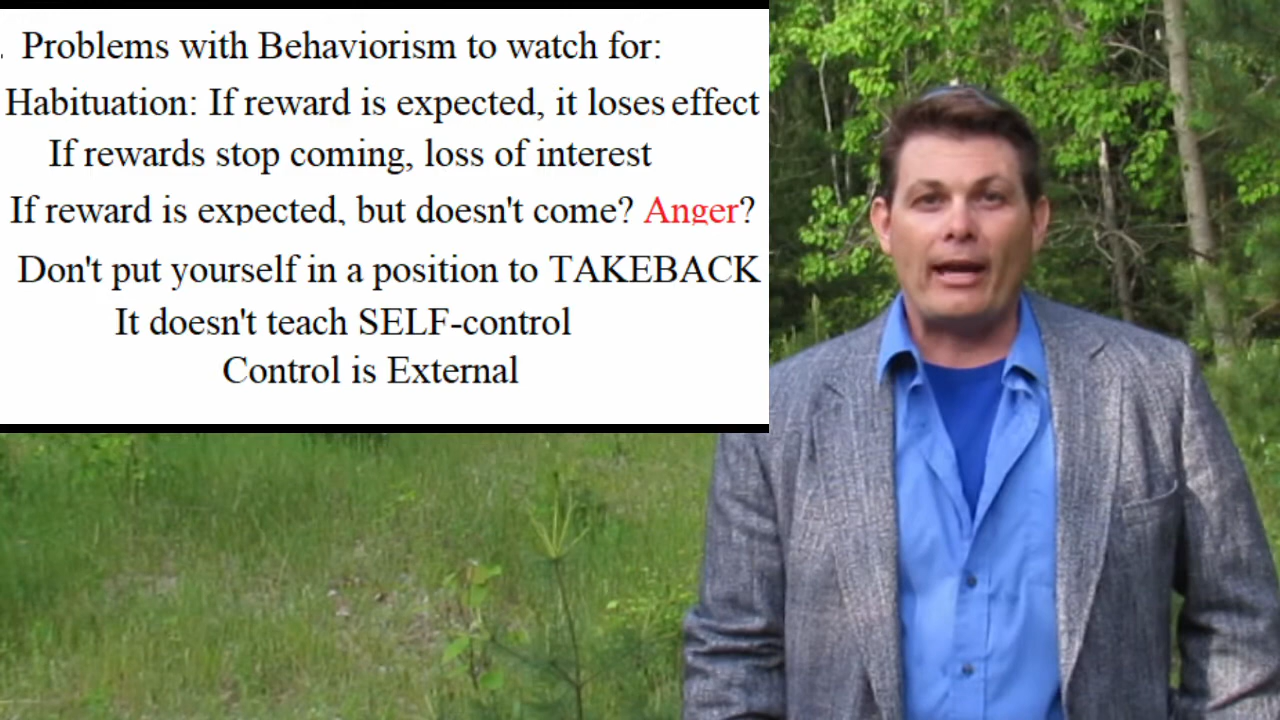 . Problems with Behaviorism to watch for:
Habituation: If reward is expected, it loses effect
If rewards stop coming, loss of interest
If reward is expected, but doesn't come? Anger?
Don't put yourself in a position to TAKEBACK
It doesn't teach SELF-control
Control is External